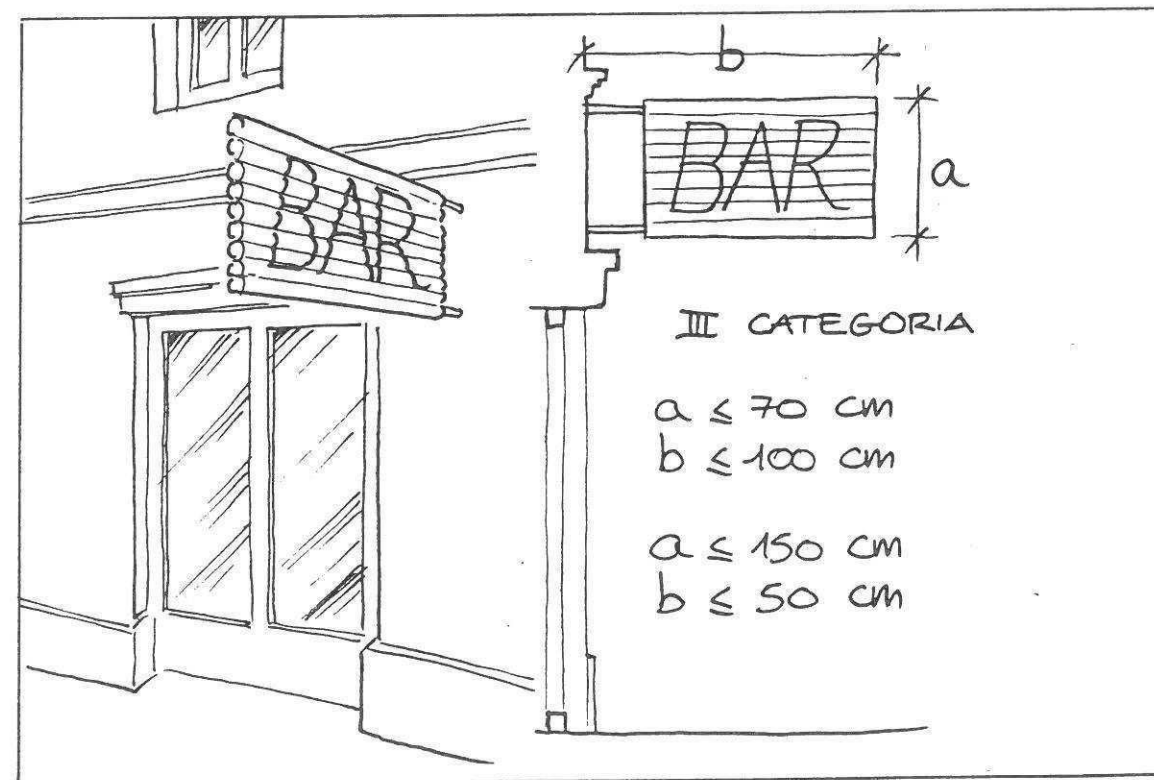 b
BAR
BAR
a
III CATEGORIA
a ≤ 70 cm
b ≤ 100 cm
a ≤ 150 cm
b ≤ 50 cm